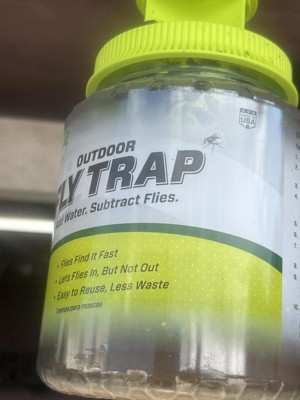 OUTDOOR
FLY TRAP
Add Water. Subtract Flies.
• Flies Find It Fast
• Lets Flies In, But Not Out
• Easy to Reuse, Less Waste
Trampa para moscas
USA